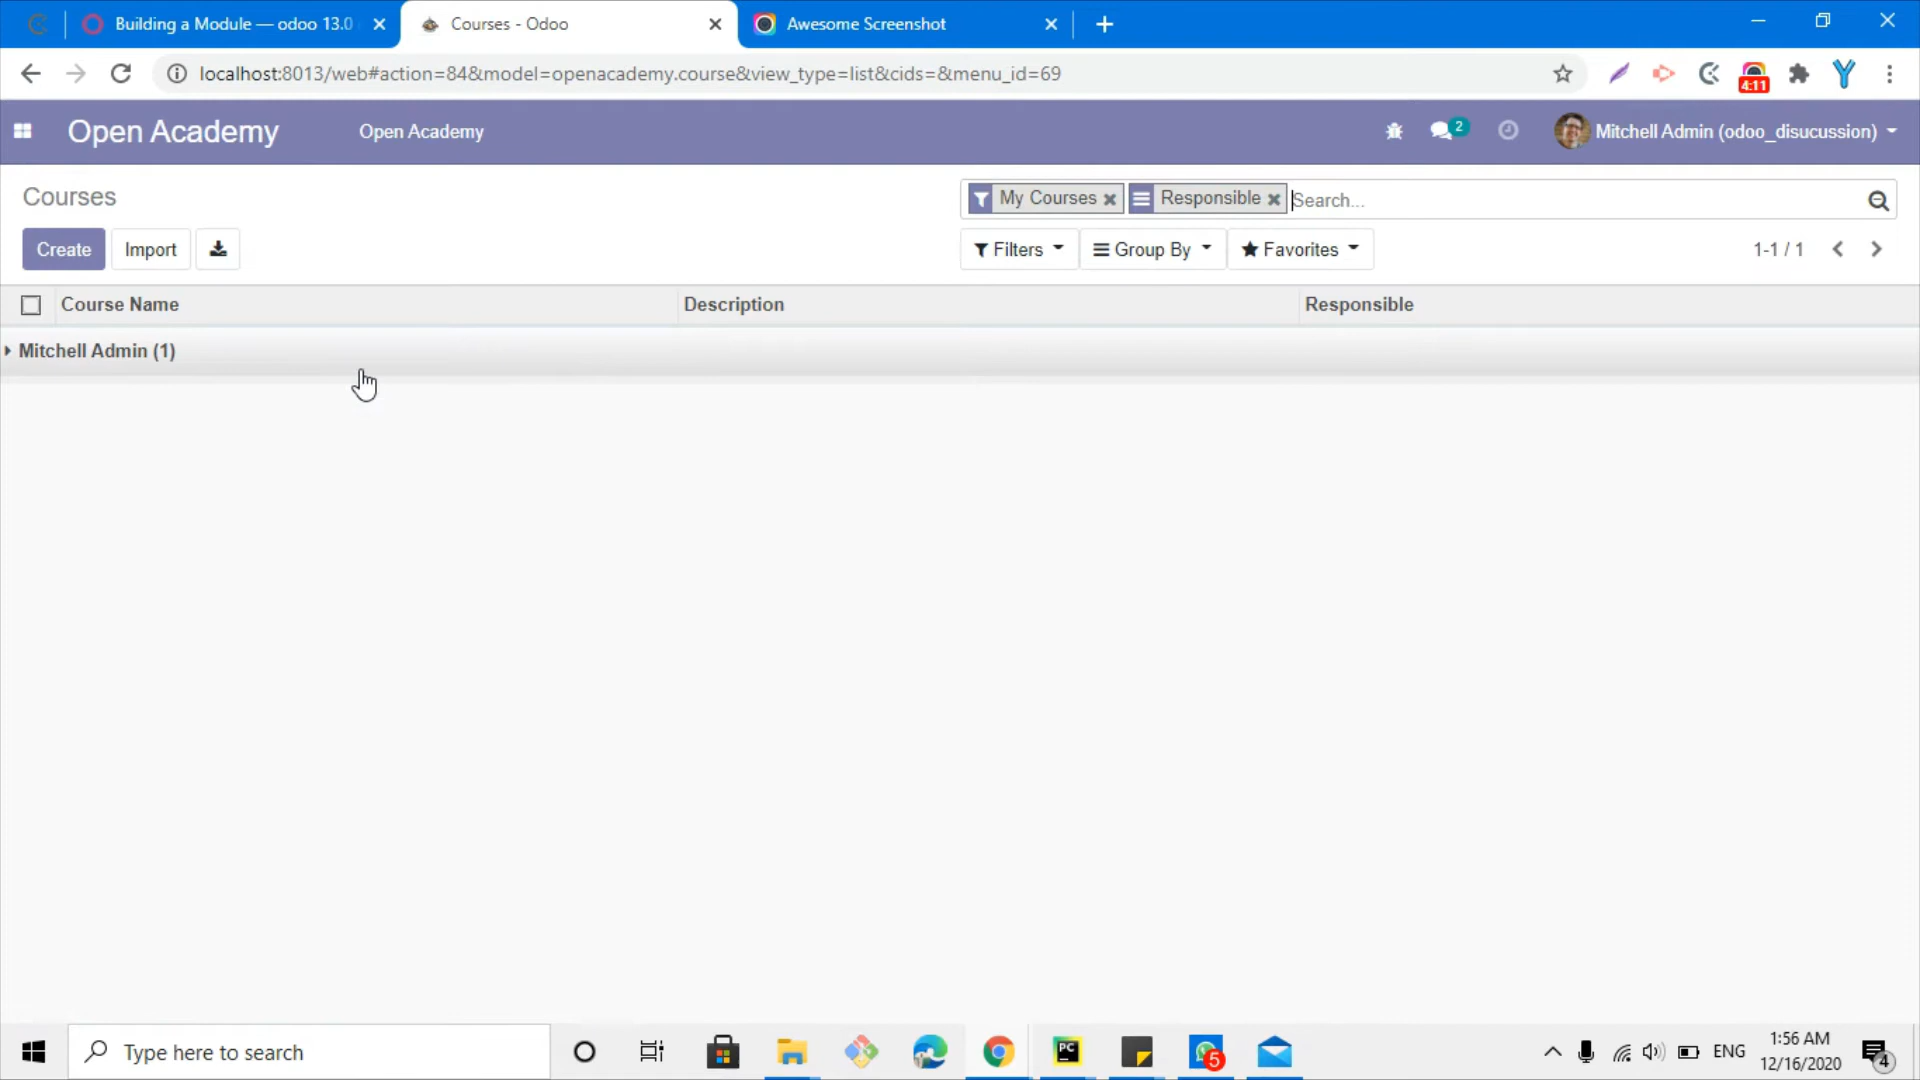 Building a Module — odoo 13.0
Courses - Odoo
Awesome Screenshot
localhost:8013/web#action=84&model=openacademy.course&view_type=list&cids=&menu_id=69
4:11
Open Academy
Open Academy
2
Mitchell Admin (odoo_disucussion)
Courses
My Courses
Responsible
Search...
Create
Import
Filters
Group By
Favorites
1-1 / 1
Course Name
Description
Responsible
Mitchell Admin (1)
Type here to search
PC
5
ENG
1:56 AM
12/16/2020
4